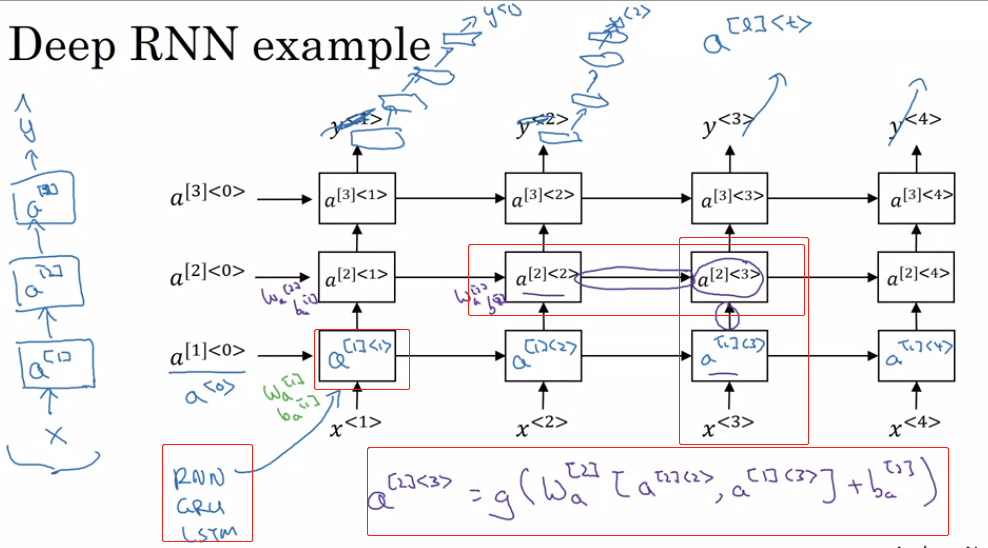 Deep RNN example
y<1>
y<2>
a^[l]<t>
ŷ
y^<1> y^<2> y^<3> y^<4>
a^[3]
a^[3]<0> a^[3]<1> a^[3]<2> a^[3]<3> a^[3]<4>
a^[2]
a^[2]<0> a^[2]<1> a^[2]<2> a^[2]<3> a^[2]<4>
W_a^[2] b_a^[2] W_a^[2] b^[2]
a^[1]
a^[1]<0> a^[1]<1> a^[1]<2> a^[1]<3> a^[1]<4>
a^[0]
W_a^[1]
b_a^[1]
x
x^<1> x^<2> x^<3> x^<4>
RNN
GRU
LSTM
a^[2]<3> = g(W_a^[2] [a^[2]<2>, a^[1]<3>] + b_a^[2])